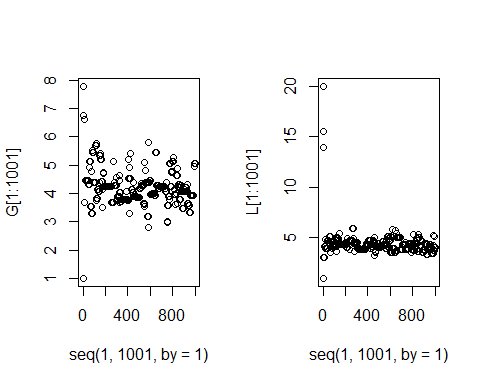 8
7
6
5
4
3
2
1
G[1:1001]
0 400 800
seq(1, 1001, by = 1)
20
15
10
5
L[1:1001]
0 400 800
seq(1, 1001, by = 1)